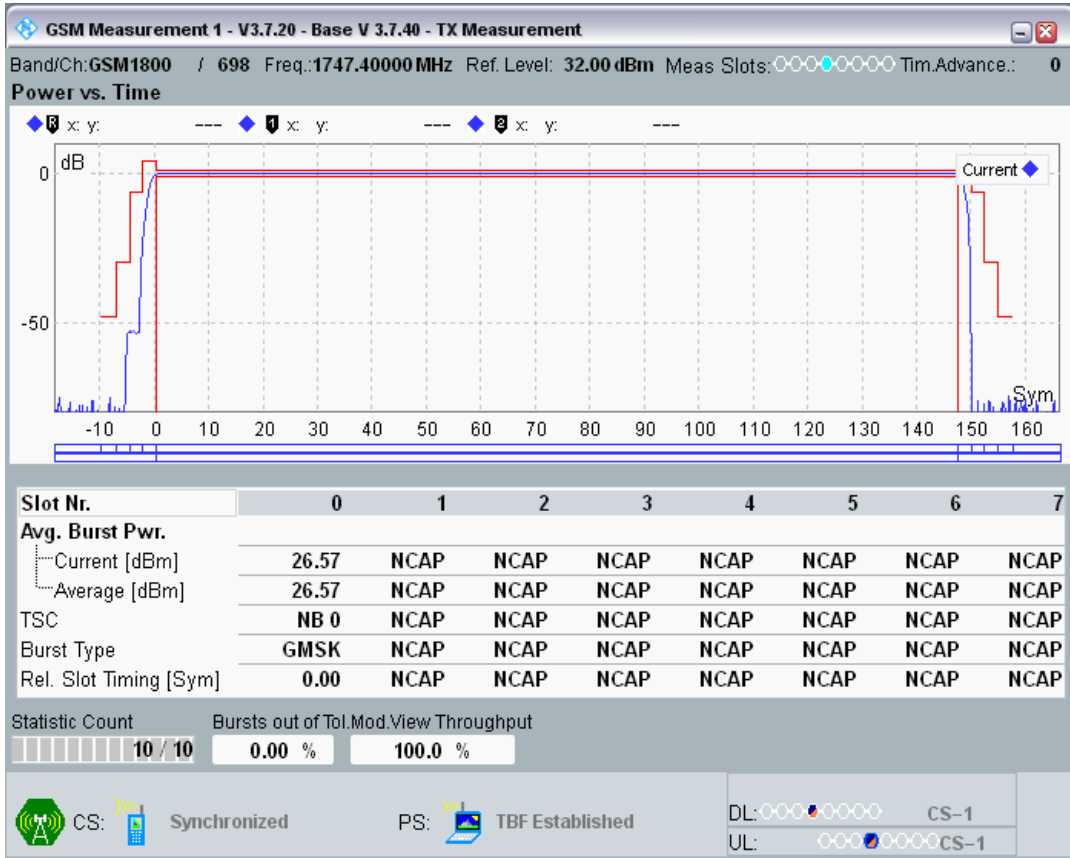 GSM Measurement 1 - V3.7.20 - Base V 3.7.40 - TX Measurement
Band/Ch:GSM1800 / 698 Freq.:1747.40000 MHz Ref. Level: 32.00 dBm Meas Slots: Tim.Advance.: 0
Power vs. Time
R x: y: --- 1 x: y: --- 2 x: y: ---
dB
0
Current
-50
Sym
-10 0 10 20 30 40 50 60 70 80 90 100 110 120 130 140 150 160
Slot Nr. 0 1 2 3 4 5 6 7
Avg. Burst Pwr.
Current [dBm] 26.57 NCAP NCAP NCAP NCAP NCAP NCAP NCAP
Average [dBm] 26.57 NCAP NCAP NCAP NCAP NCAP NCAP NCAP
TSC NB 0 NCAP NCAP NCAP NCAP NCAP NCAP NCAP
Burst Type GMSK NCAP NCAP NCAP NCAP NCAP NCAP NCAP
Rel. Slot Timing [Sym] 0.00 NCAP NCAP NCAP NCAP NCAP NCAP NCAP
Statistic Count Bursts out of Tol.Mod.View Throughput
10 / 10 0.00 % 100.0 %
CS: Synchronized PS: TBF Established
DL: CS-1
UL: CS-1